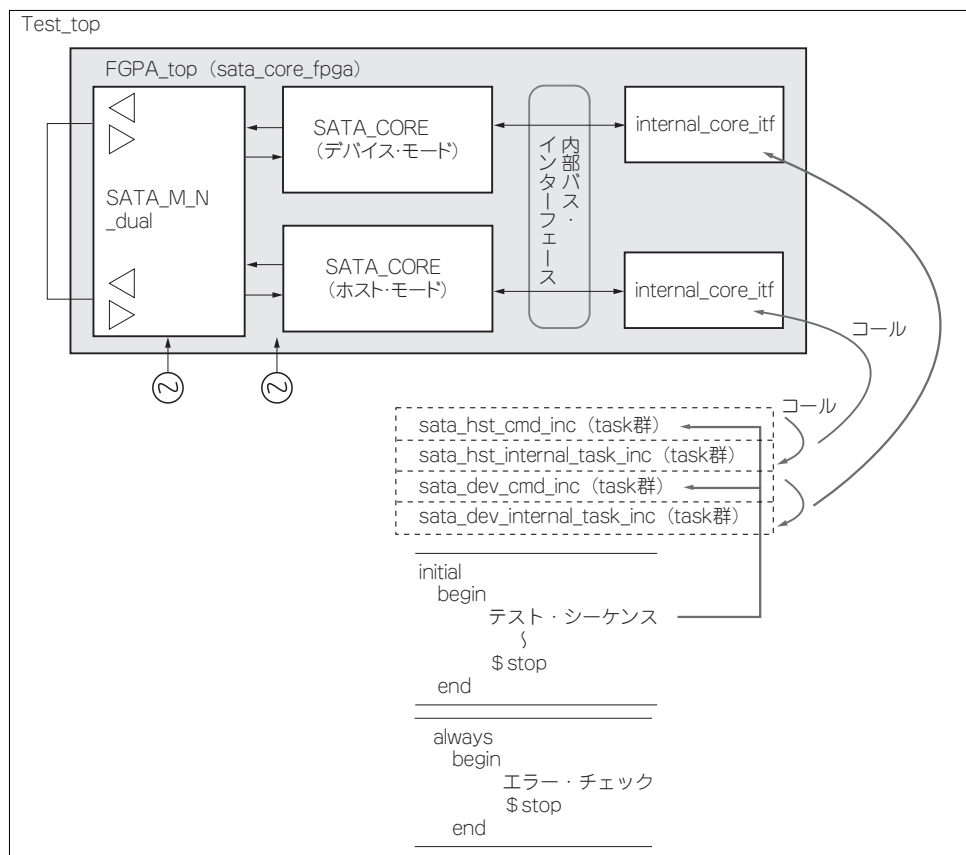 Test_top
FGPA_top（sata_core_fpga）
SATA_M_N
_dual
SATA_CORE
（デバイス・モード）
SATA_CORE
（ホスト・モード）
内部バス・
インターフェース
internal_core_itf
internal_core_itf
コール
コール
sata_hst_cmd_inc（task群）
sata_hst_internal_task_inc（task群）
sata_dev_cmd_inc（task群）
sata_dev_internal_task_inc（task群）
initial
begin
テスト・シーケンス
〜
$stop
end
always
begin
エラー・チェック
$stop
end